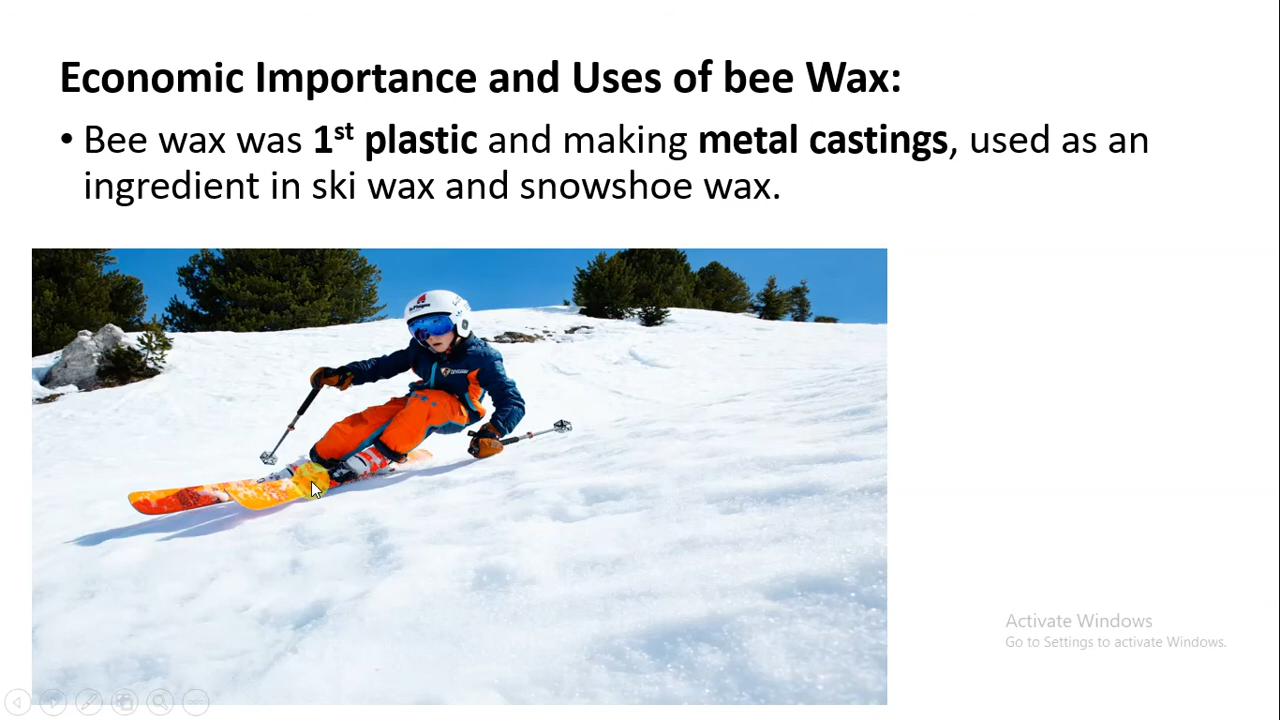 Economic Importance and Uses of bee Wax:
• Bee wax was 1st plastic and making metal castings, used as an
ingredient in ski wax and snowshoe wax.
Activate Windows
Go to Settings to activate Windows.